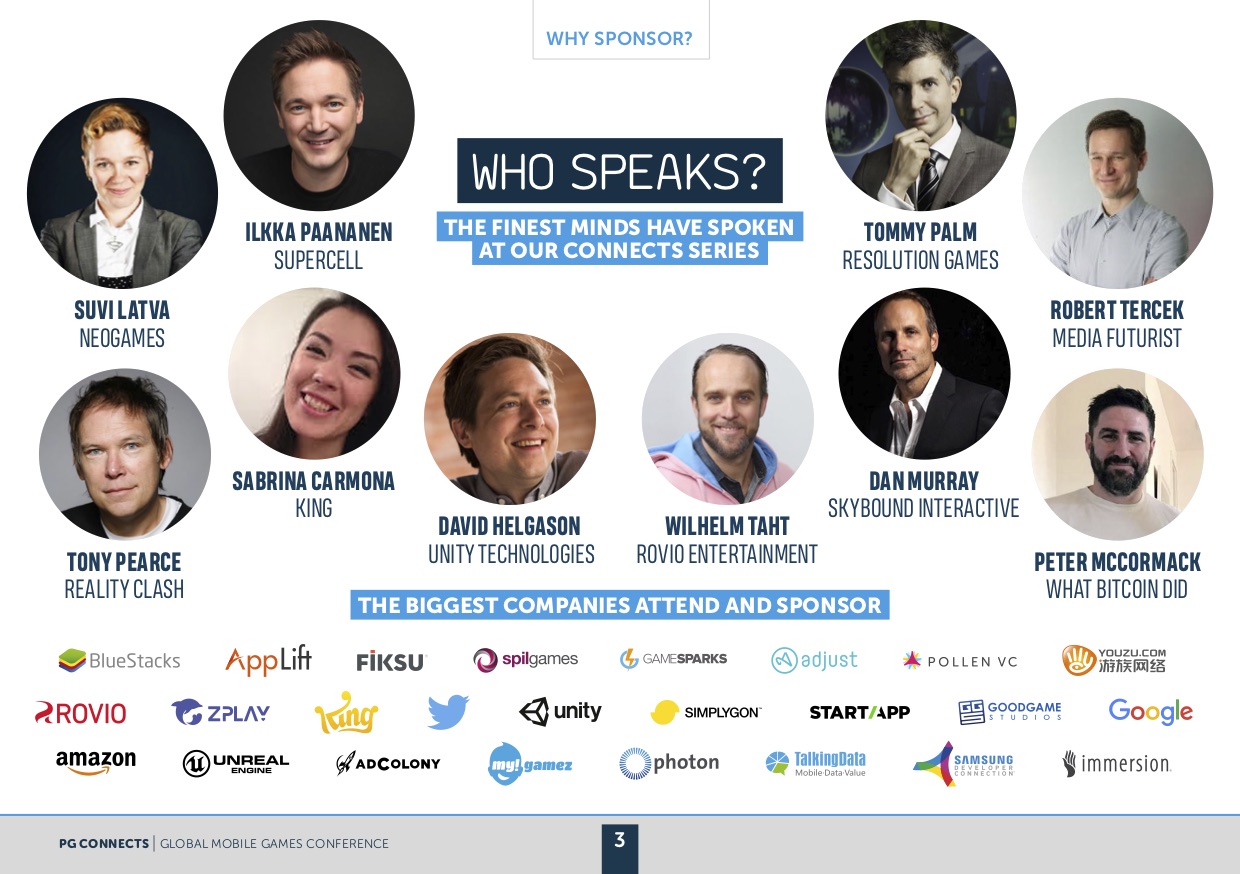 WHY SPONSOR?
WHO SPEAKS?
THE FINEST MINDS HAVE SPOKEN
AT OUR CONNECTS SERIES
SUVI LATVA
NEOGAMES
ILKKA PAANANEN
SUPERCELL
TOMMY PALM
RESOLUTION GAMES
ROBERT TERCEK
MEDIA FUTURIST
TONY PEARCE
REALITY CLASH
SABRINA CARMONA
KING
DAVID HELGASON
UNITY TECHNOLOGIES
WILHELM TAHT
ROVIO ENTERTAINMENT
DAN MURRAY
SKYBOUND INTERACTIVE
PETER MCCORMACK
WHAT BITCOIN DID
THE BIGGEST COMPANIES ATTEND AND SPONSOR
BlueStacks
AppLift
FIKSU
spilgames
GAMESPARKS
adjust
POLLEN VC
YOUZU.COM
游族网络
ROVIO
ZPLAY
King
unity
SIMPLYGON™
START/APP
GOODGAME
STUDIOS
Google
amazon
UNREAL
ENGINE
ADCOLONY
my!gamez
photon
TalkingData
Mobile·Data·Value
SAMSUNG
DEVELOPER
CONNECTION
immersion
PG CONNECTS | GLOBAL MOBILE GAMES CONFERENCE
3